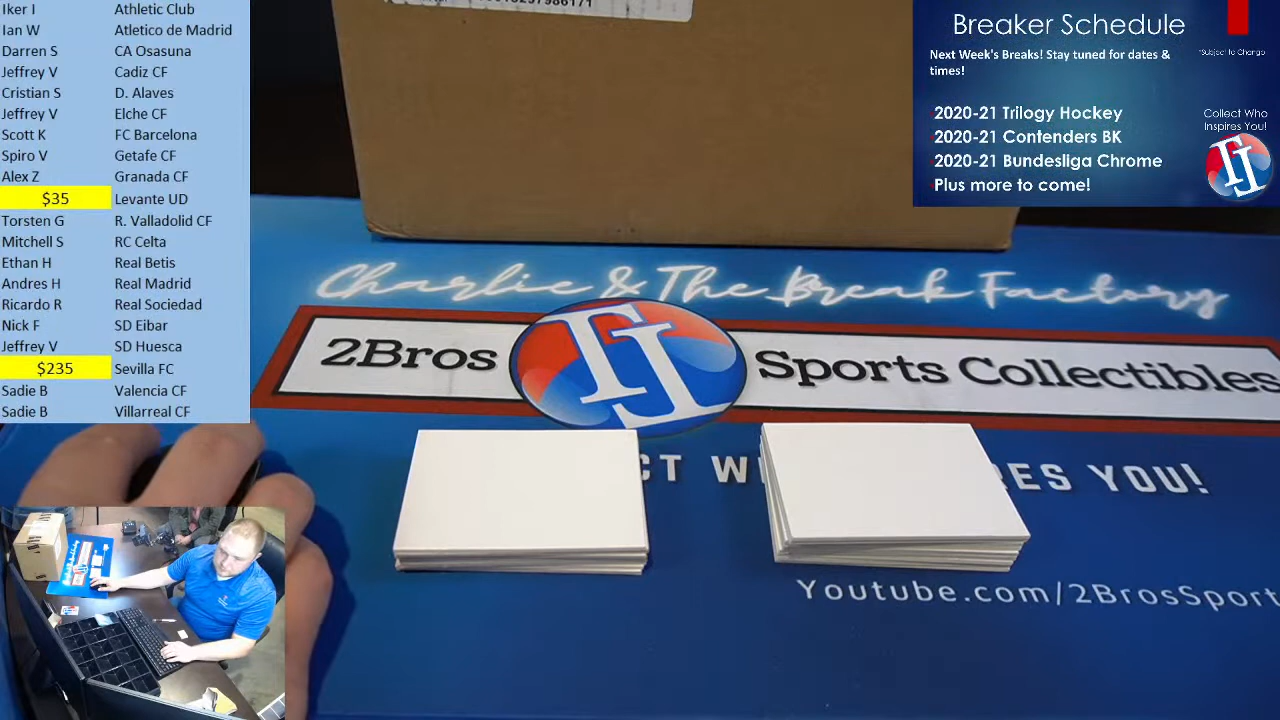 Iker I Athletic Club
Ian W Atletico de Madrid
Darren S CA Osasuna
Jeffrey V Cadiz CF
Cristian S D. Alaves
Jeffrey V Elche CF
Scott K FC Barcelona
Spiro V Getafe CF
Alex Z Granada CF
$35 Levante UD
Torsten G R. Valladolid CF
Mitchell S RC Celta
Ethan H Real Betis
Andres H Real Madrid
Ricardo R Real Sociedad
Nick F SD Eibar
Jeffrey V SD Huesca
$235 Sevilla FC
Sadie B Valencia CF
Sadie B Villarreal CF
Breaker Schedule
*Subject to Change
Next Week's Breaks! Stay tuned for dates &
times!
2020-21 Trilogy Hockey
2020-21 Contenders BK
2020-21 Bundesliga Chrome
Plus more to come!
Collect Who
Inspires You!
Charlie & The Break Factory
2Bros Sports Collectibles
CT W RES YOU!
Youtube.com/2BrosSport